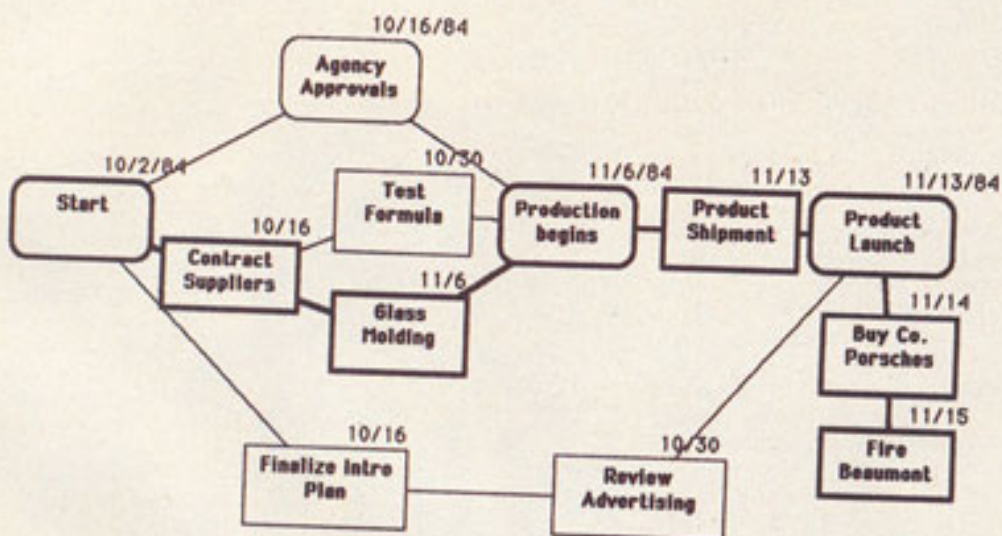 10/16/84
Agency
Approvals
10/2/84
Start
10/30
Test
Formula
10/16
Contract
Suppliers
11/6
Glass
Molding
11/6/84
Production
begins
11/13
Product
Shipment
11/13/84
Product
Launch
11/14
Buy Co.
Porsches
11/15
Fire
Beaumont
10/16
Finalize Intro
Plan
10/30
Review
Advertising